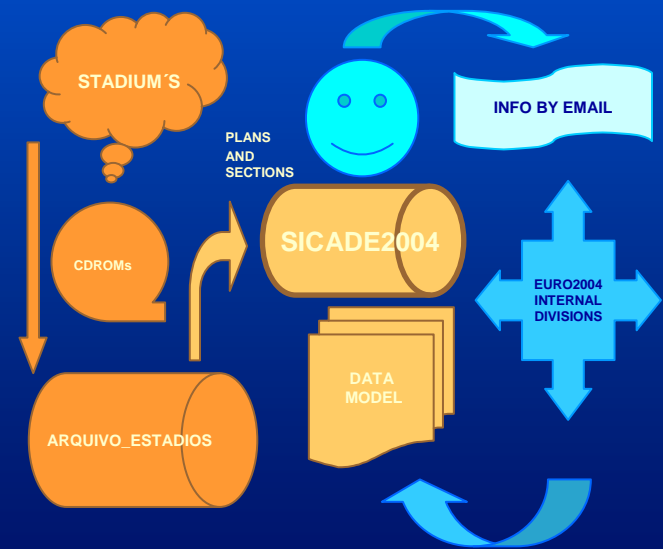 STADIUM´S
INFO BY EMAIL
PLANS
AND
SECTIONS
SICADE2004
CDROMs
EURO2004
INTERNAL
DIVISIONS
DATA
MODEL
ARQUIVO_ESTADIOS